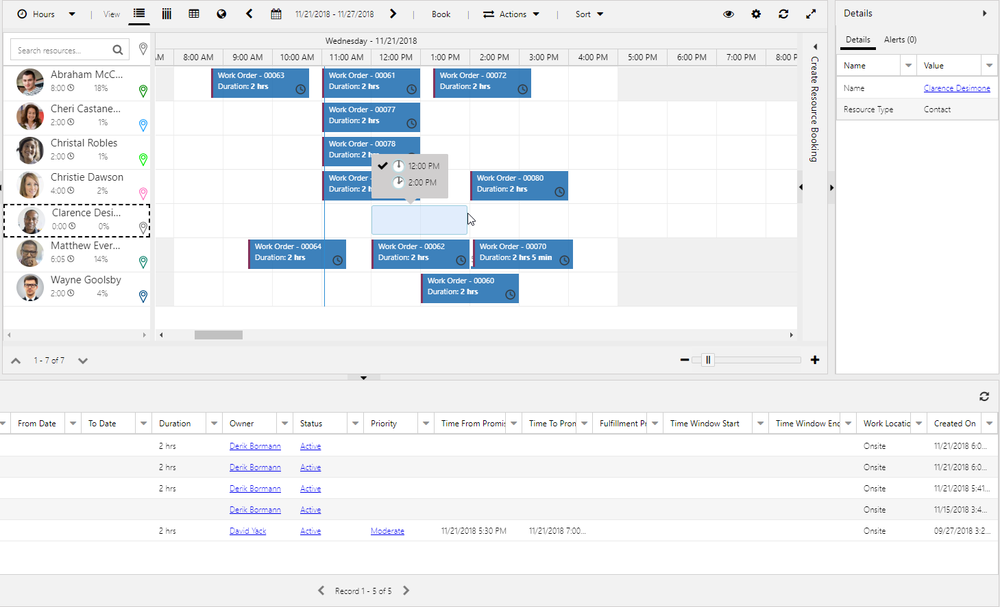 Hours View 11/21/2018 - 11/27/2018 Book Actions Sort
Details
Details Alerts (0)
Name Value
Name Clarence Desimone
Resource Type Contact
Search resources...
Wednesday - 11/21/2018
AM 8:00 AM 9:00 AM 10:00 AM 11:00 AM 12:00 PM 1:00 PM 2:00 PM 3:00 PM 4:00 PM 5:00 PM 6:00 PM 7:00 PM 8:00 P
Create Resource Booking
Abraham McC...
8:00 18%
Work Order - 00063
Duration: 2 hrs
Work Order - 00061
Duration: 2 hrs
Work Order - 00072
Duration: 2 hrs
Cheri Castane...
2:00 1%
Work Order - 00077
Duration: 2 hrs
Christal Robles
2:00 1%
Work Order - 00078
Duration: 2 hr
12:00 PM
2:00 PM
Christie Dawson
4:00 2%
Work Order -
Duration: 2 h
Work Order - 00080
Duration: 2 hrs
Clarence Desi...
0:00 0%
Matthew Ever...
6:05 14%
Work Order - 00064
Duration: 2 hrs
Work Order - 00062
Duration: 2 hrs
Work Order - 00070
Duration: 2 hrs 5 min
Wayne Goolsby
2:00 4%
Work Order - 00060
Duration: 2 hrs
1 - 7 of 7
From Date To Date Duration Owner Status Priority Time From Promi Time To Pron Fulfillment Pr Time Window Start Time Window End Work Locatio Created On
2 hrs Derik Bormann Active Onsite 11/21/2018 6:0...
2 hrs Derik Bormann Active Onsite 11/21/2018 6:0...
2 hrs Derik Bormann Active Onsite 11/21/2018 5:41...
Derik Bormann Active Onsite 11/15/2018 3:4...
2 hrs David Yack Active Moderate 11/21/2018 5:30 PM 11/21/2018 7:00... Onsite 09/27/2018 3:2...
Record 1 - 5 of 5